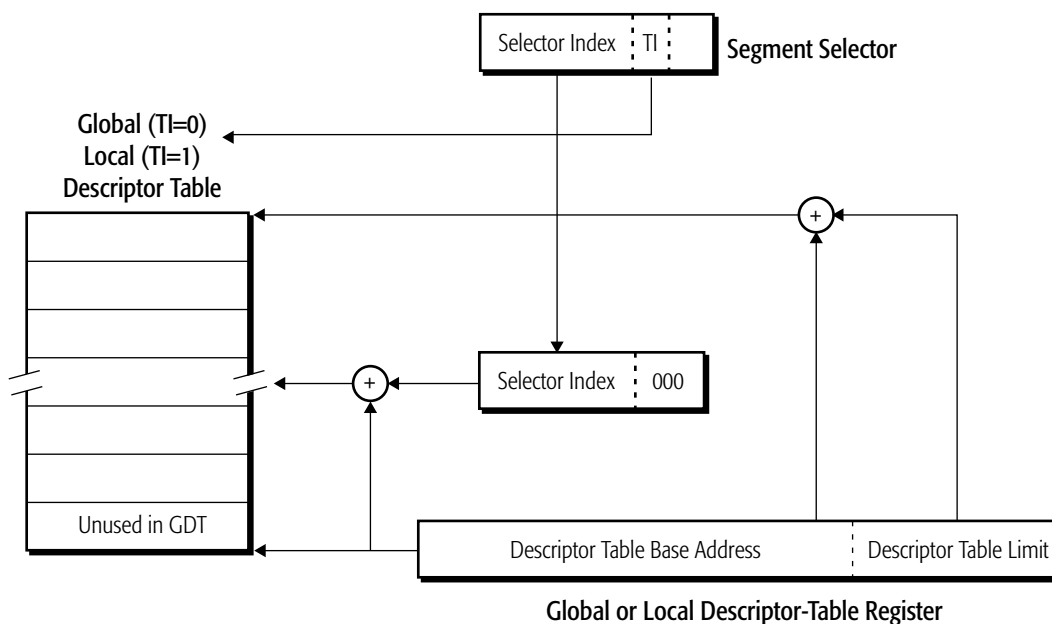 Selector Index TI
Segment Selector
Global (TI=0)
Local (TI=1)
Descriptor Table
+
Selector Index 000
+
Unused in GDT
Descriptor Table Base Address Descriptor Table Limit
Global or Local Descriptor-Table Register